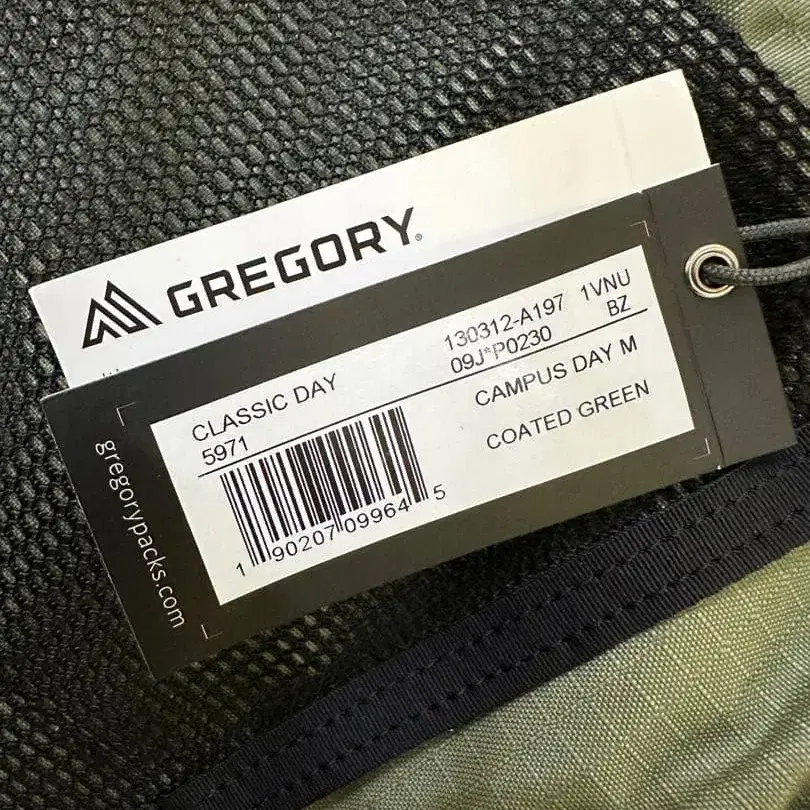 GREGORY®
CLASSIC DAY 130312-A197 1VNU
5971 09J*P0230 BZ
CAMPUS DAY M
COATED GREEN
1 90207 09964 5
gregorypacks.com